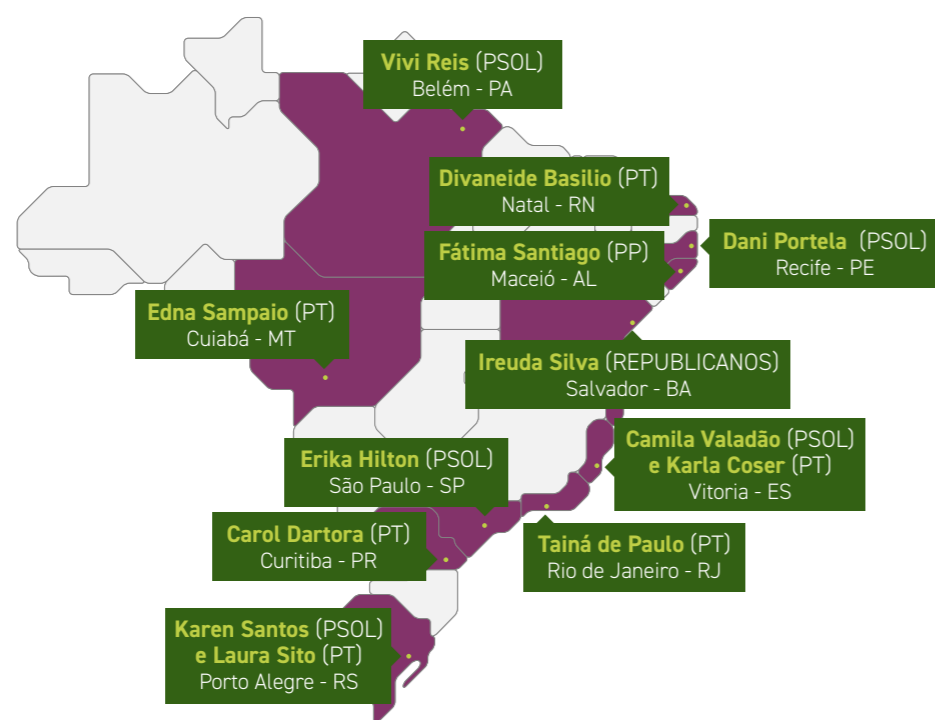 Vivi Reis (PSOL)
Belém - PA
Divaneide Basilio (PT)
Natal - RN
Dani Portela (PSOL)
Recife - PE
Fátima Santiago (PP)
Maceió - AL
Edna Sampaio (PT)
Cuiabá - MT
Ireuda Silva (REPUBLICANOS)
Salvador - BA
Camila Valadão (PSOL)
e Karla Coser (PT)
Vitoria - ES
Erika Hilton (PSOL)
São Paulo - SP
Carol Dartora (PT)
Curitiba - PR
Tainá de Paulo (PT)
Rio de Janeiro - RJ
Karen Santos (PSOL)
e Laura Sito (PT)
Porto Alegre - RS